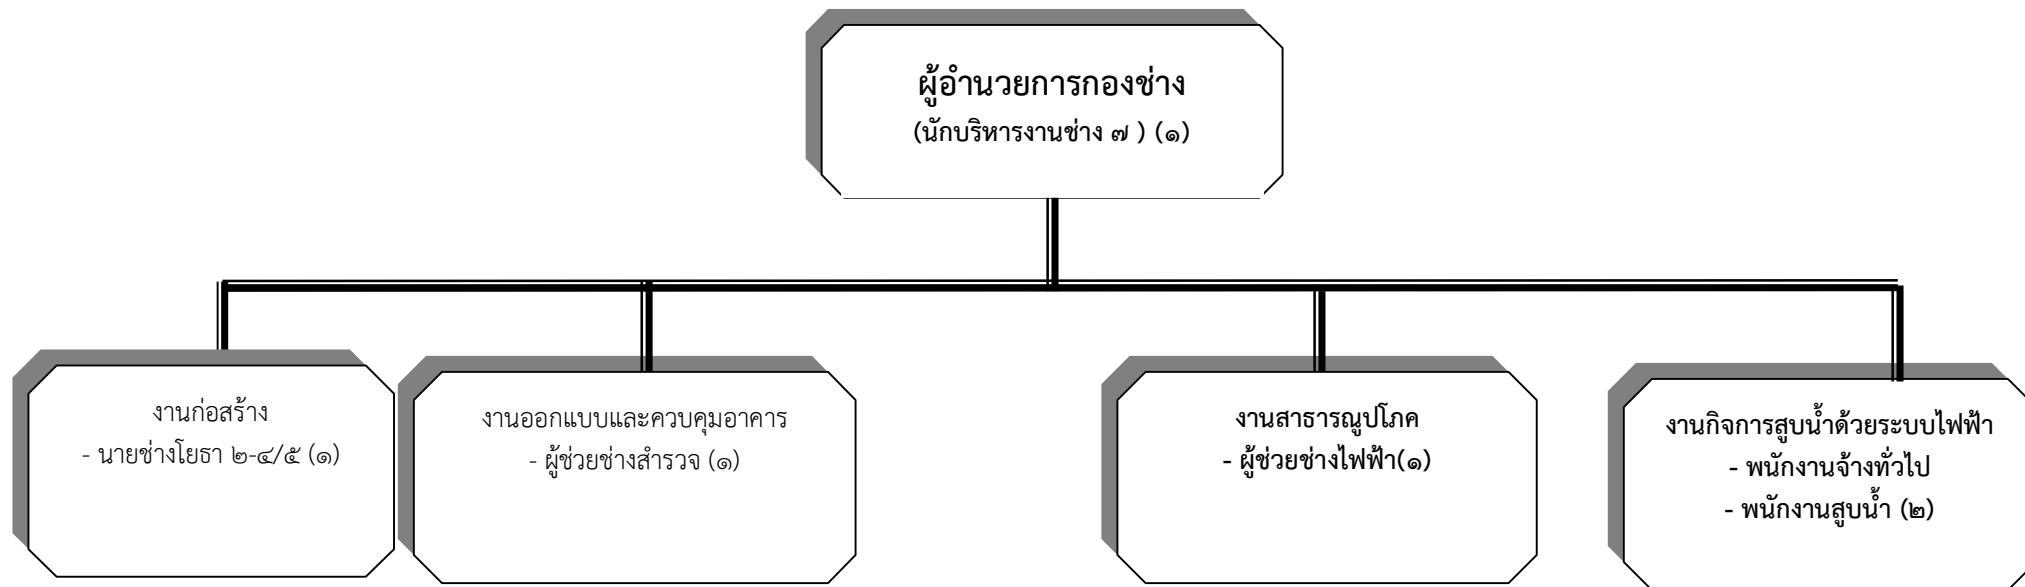 ผู้อำนวยการกองช่าง
(นักบริหารงานช่าง ๗ ) (๑)
งานก่อสร้าง
- นายช่างโยธา ๒-๔/๕ (๑)
งานออกแบบและควบคุมอาคาร
- ผู้ช่วยช่างสำรวจ (๑)
งานสาธารณูปโภค
- ผู้ช่วยช่างไฟฟ้า(๑)
งานกิจการสูบน้ำด้วยระบบไฟฟ้า
- พนักงานจ้างทั่วไป
- พนักงานสูบน้ำ (๒)